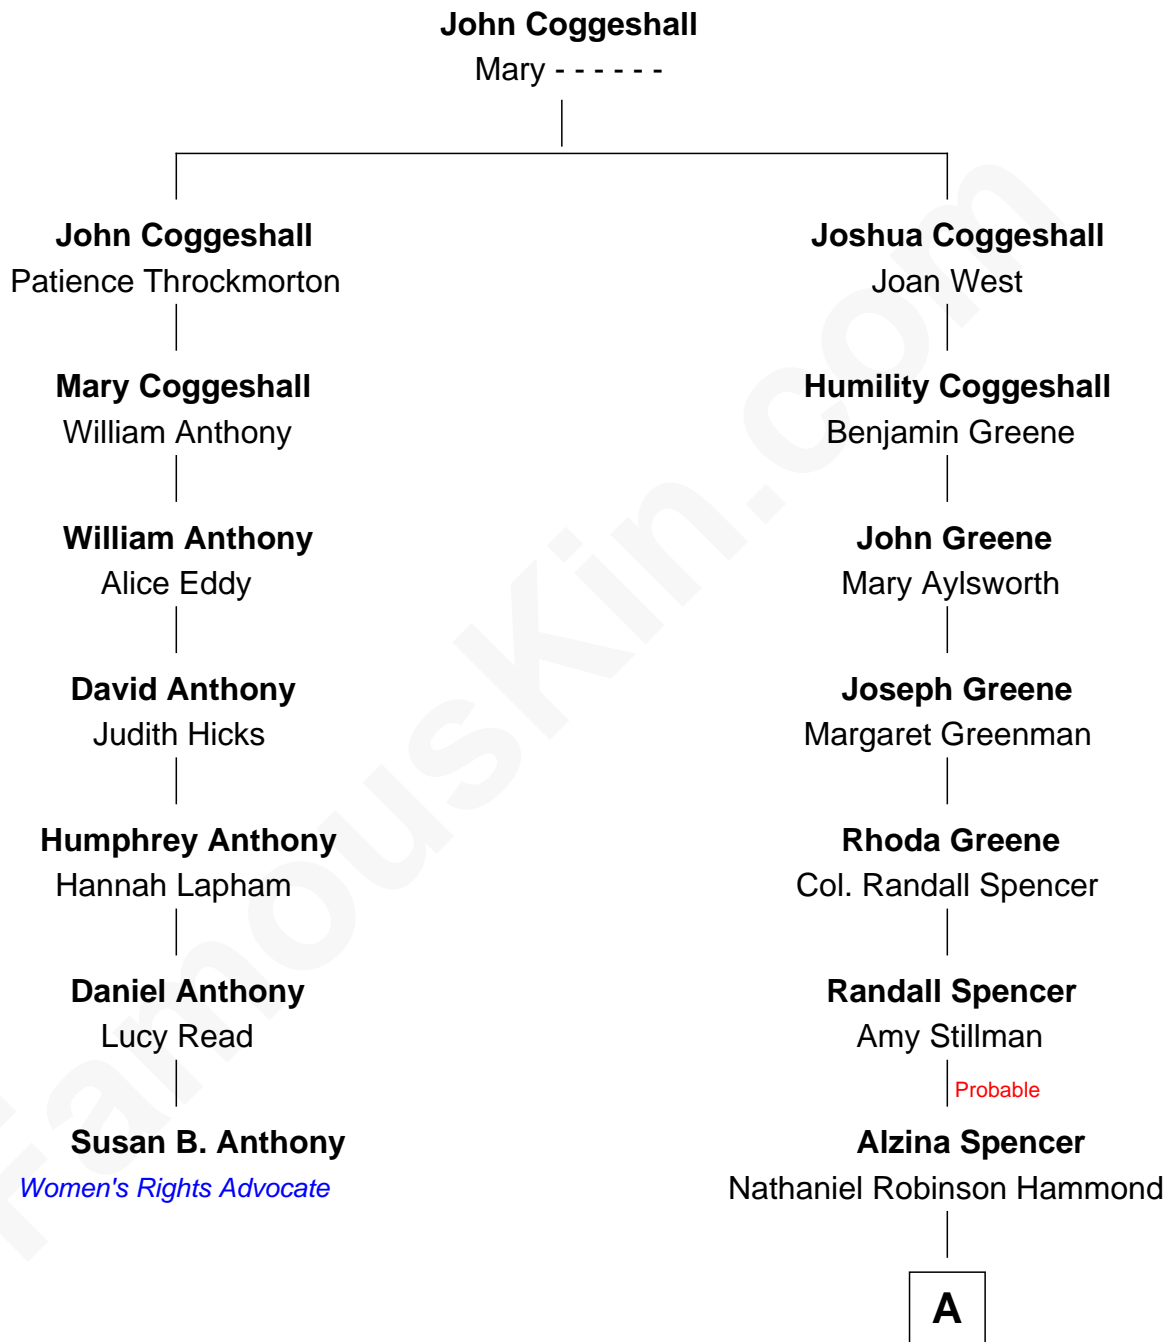 John Coggeshall
Mary - - - - - -
John Coggeshall
Patience Throckmorton
Joshua Coggeshall
Joan West
Mary Coggeshall
William Anthony
Humility Coggeshall
Benjamin Greene
William Anthony
Alice Eddy
John Greene
Mary Aylsworth
David Anthony
Judith Hicks
Joseph Greene
Margaret Greenman
Humphrey Anthony
Hannah Lapham
Rhoda Greene
Col. Randall Spencer
Daniel Anthony
Lucy Read
Randall Spencer
Amy Stillman
Probable
Susan B. Anthony
Women's Rights Advocate
Alzina Spencer
Nathaniel Robinson Hammond
A
FamousKin.com